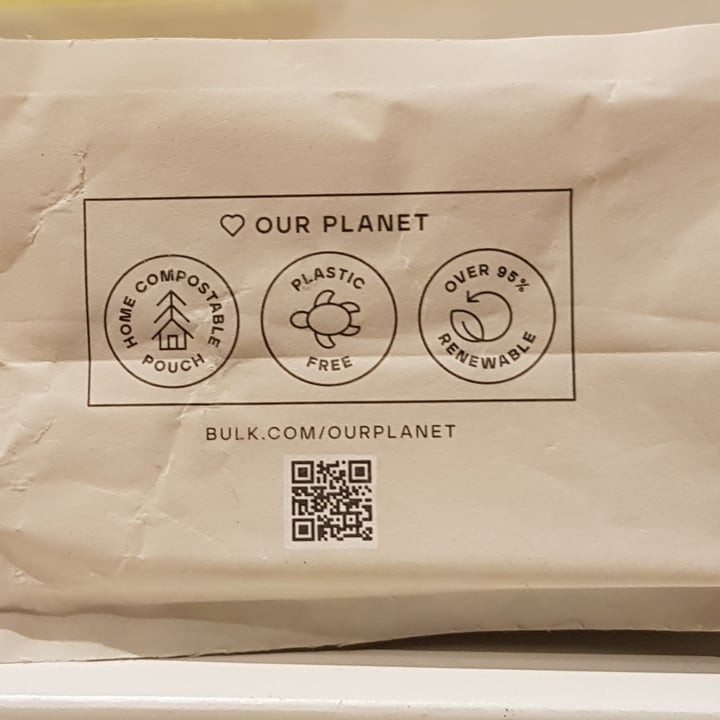 OUR PLANET
HOME COMPOSTABLE
POUCH
PLASTIC
FREE
OVER 95%
RENEWABLE
BULK.COM/OURPLANET